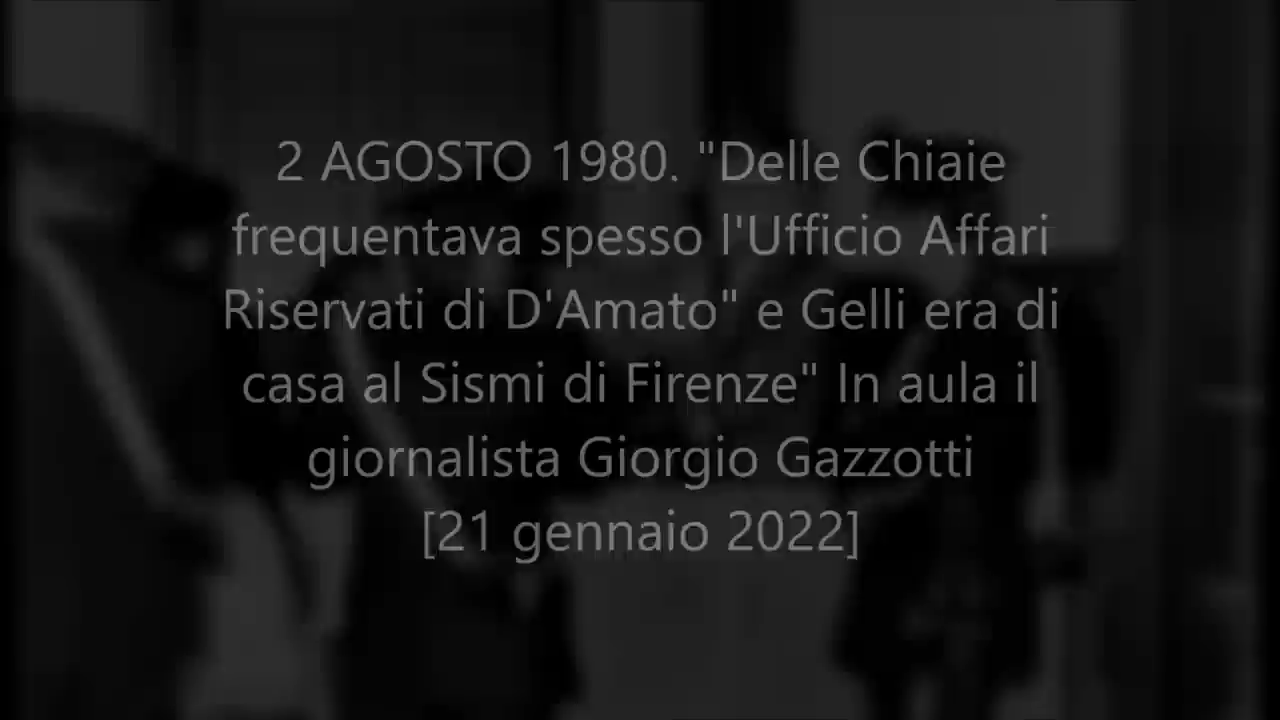 2 AGOSTO 1980. "Delle Chiaie
frequentava spesso l'Ufficio Affari
Riservati di D'Amato" e Gelli era di
casa al Sismi di Firenze" In aula il
giornalista Giorgio Gazzotti
[21 gennaio 2022]